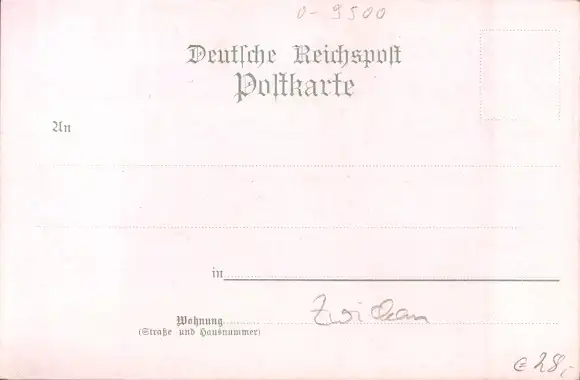 0-9500
Deutsche Reichspost
Postkarte
An
in
Wohnung
Zwickau
(Straße und Hausnummer)
€ 28,-